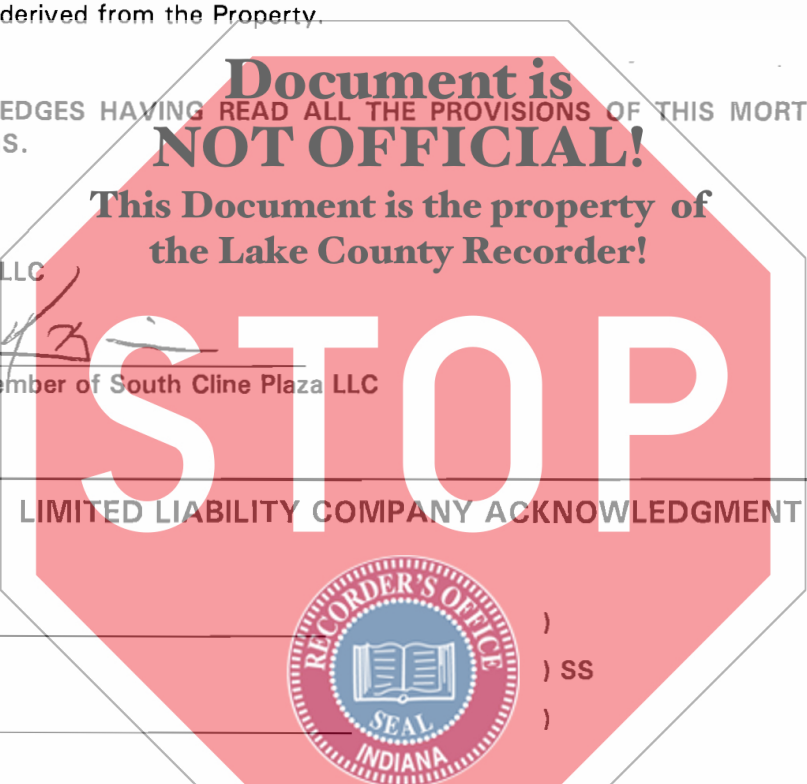 derived from the Property.
Document is
EDGES HAVING READ ALL THE PROVISIONS OF THIS MORT
NOT OFFICIAL!
S.
This Document is the property of
the Lake County Recorder!
LLC
STOP
ember of South Cline Plaza LLC
LIMITED LIABILITY COMPANY ACKNOWLEDGMENT
RECORDER'S OFFICE
)
) SS
)
SEAL
INDIANA